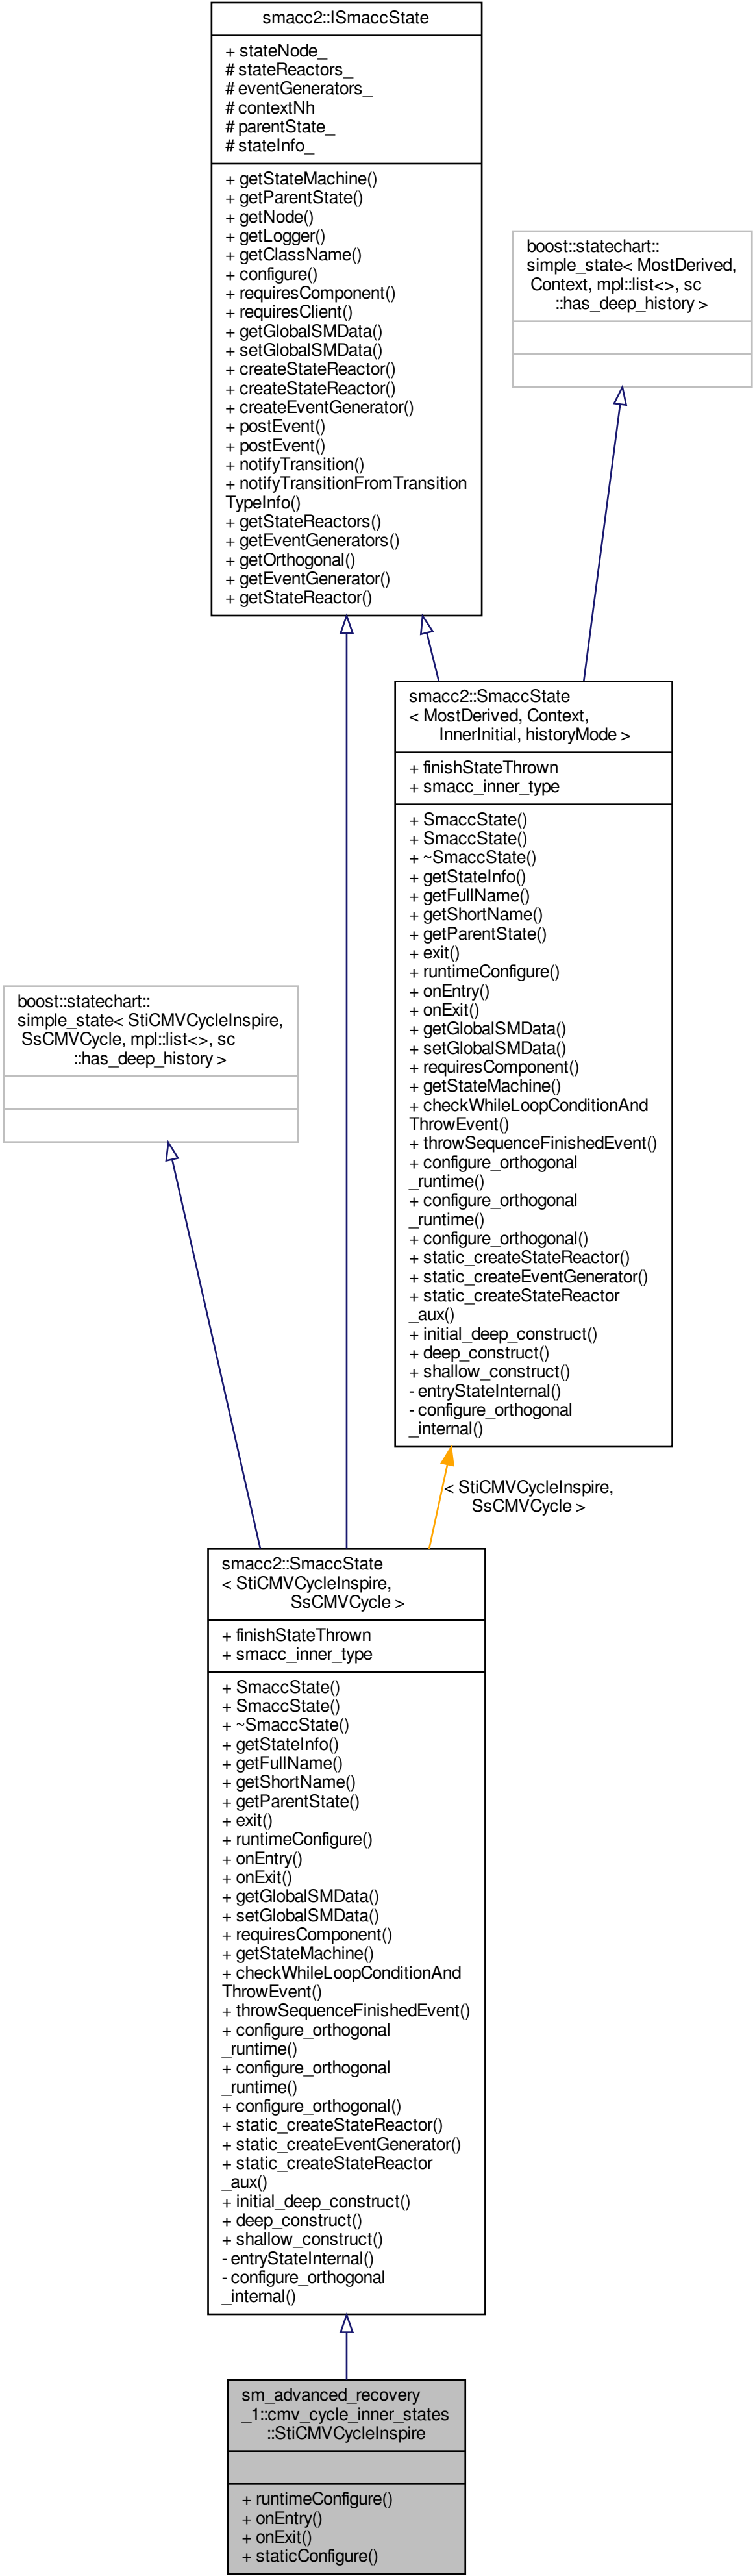 smacc2::ISmaccState
+ stateNode_
# stateReactors_
# eventGenerators_
# contextNh
# parentState_
# stateInfo_
+ getStateMachine()
+ getParentState()
+ getNode()
+ getLogger()
+ getClassName()
+ configure()
+ requiresComponent()
+ requiresClient()
+ getGlobalSMData()
+ setGlobalSMData()
+ createStateReactor()
+ createStateReactor()
+ createEventGenerator()
+ postEvent()
+ postEvent()
+ notifyTransition()
+ notifyTransitionFromTransition
TypeInfo()
+ getStateReactors()
+ getEventGenerators()
+ getOrthogonal()
+ getEventGenerator()
+ getStateReactor()
boost::statechart::
simple_state< MostDerived,
Context, mpl::list<>, sc
::has_deep_history >
smacc2::SmaccState
< MostDerived, Context,
InnerInitial, historyMode >
+ finishStateThrown
+ smacc_inner_type
+ SmaccState()
+ SmaccState()
+ ~SmaccState()
+ getStateInfo()
+ getFullName()
+ getShortName()
+ getParentState()
+ exit()
+ runtimeConfigure()
+ onEntry()
+ onExit()
+ getGlobalSMData()
+ setGlobalSMData()
+ requiresComponent()
+ getStateMachine()
+ checkWhileLoopConditionAnd
ThrowEvent()
+ throwSequenceFinishedEvent()
+ configure_orthogonal
_runtime()
+ configure_orthogonal
_runtime()
+ configure_orthogonal()
+ static_createStateReactor()
+ static_createEventGenerator()
+ static_createStateReactor
_aux()
+ initial_deep_construct()
+ deep_construct()
+ shallow_construct()
- entryStateInternal()
- configure_orthogonal
_internal()
boost::statechart::
simple_state< StiCMVCycleInspire,
SsCMVCycle, mpl::list<>, sc
::has_deep_history >
< StiCMVCycleInspire,
SsCMVCycle >
smacc2::SmaccState
< StiCMVCycleInspire,
SsCMVCycle >
+ finishStateThrown
+ smacc_inner_type
+ SmaccState()
+ SmaccState()
+ ~SmaccState()
+ getStateInfo()
+ getFullName()
+ getShortName()
+ getParentState()
+ exit()
+ runtimeConfigure()
+ onEntry()
+ onExit()
+ getGlobalSMData()
+ setGlobalSMData()
+ requiresComponent()
+ getStateMachine()
+ checkWhileLoopConditionAnd
ThrowEvent()
+ throwSequenceFinishedEvent()
+ configure_orthogonal
_runtime()
+ configure_orthogonal
_runtime()
+ configure_orthogonal()
+ static_createStateReactor()
+ static_createEventGenerator()
+ static_createStateReactor
_aux()
+ initial_deep_construct()
+ deep_construct()
+ shallow_construct()
- entryStateInternal()
- configure_orthogonal
_internal()
sm_advanced_recovery
_1::cmv_cycle_inner_states
::StiCMVCycleInspire
+ runtimeConfigure()
+ onEntry()
+ onExit()
+ staticConfigure()